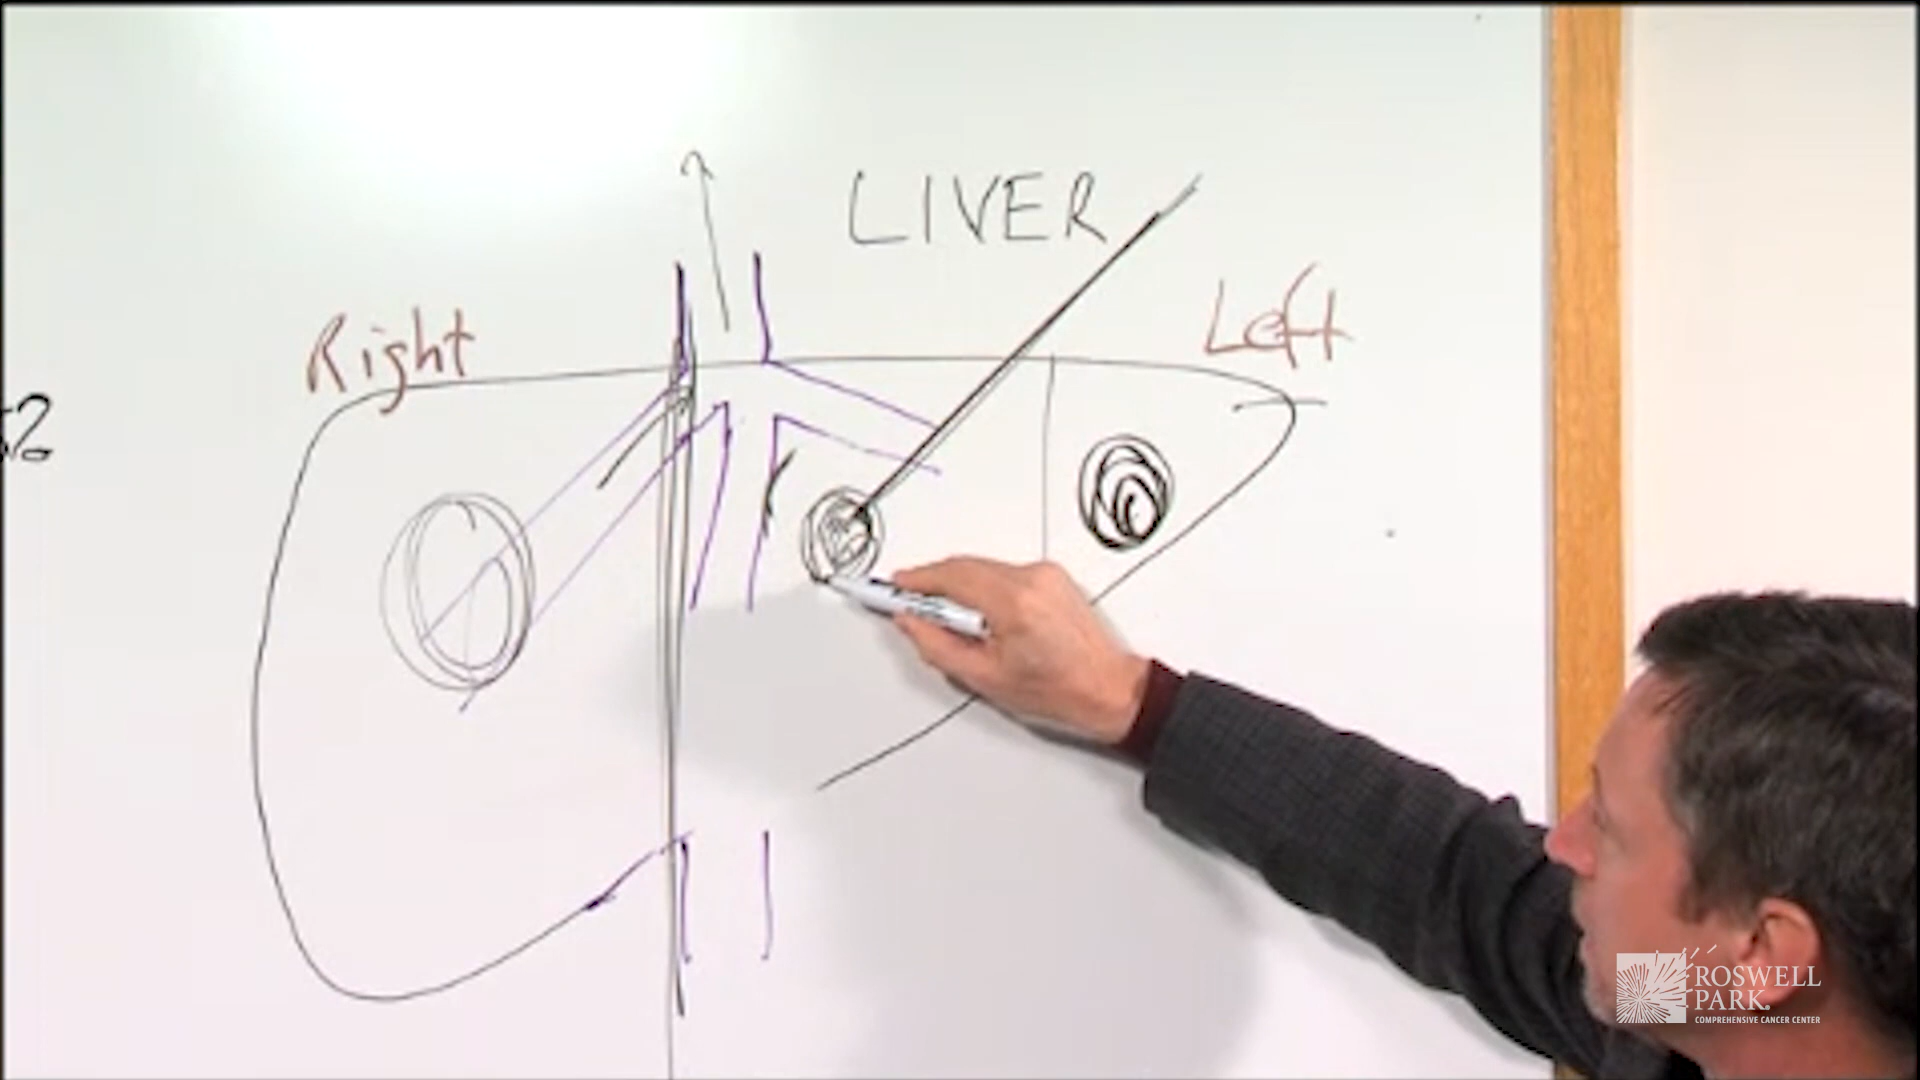 LIVER
Right
Left
ROSWELL
PARK.
COMPREHENSIVE CANCER CENTER